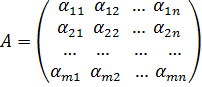 α₁₁ α₁₂ … α₁ₙ
A = α₂₁ α₂₂ … α₂ₙ
… … … …
αₘ₁ αₘ₂ … αₘₙ